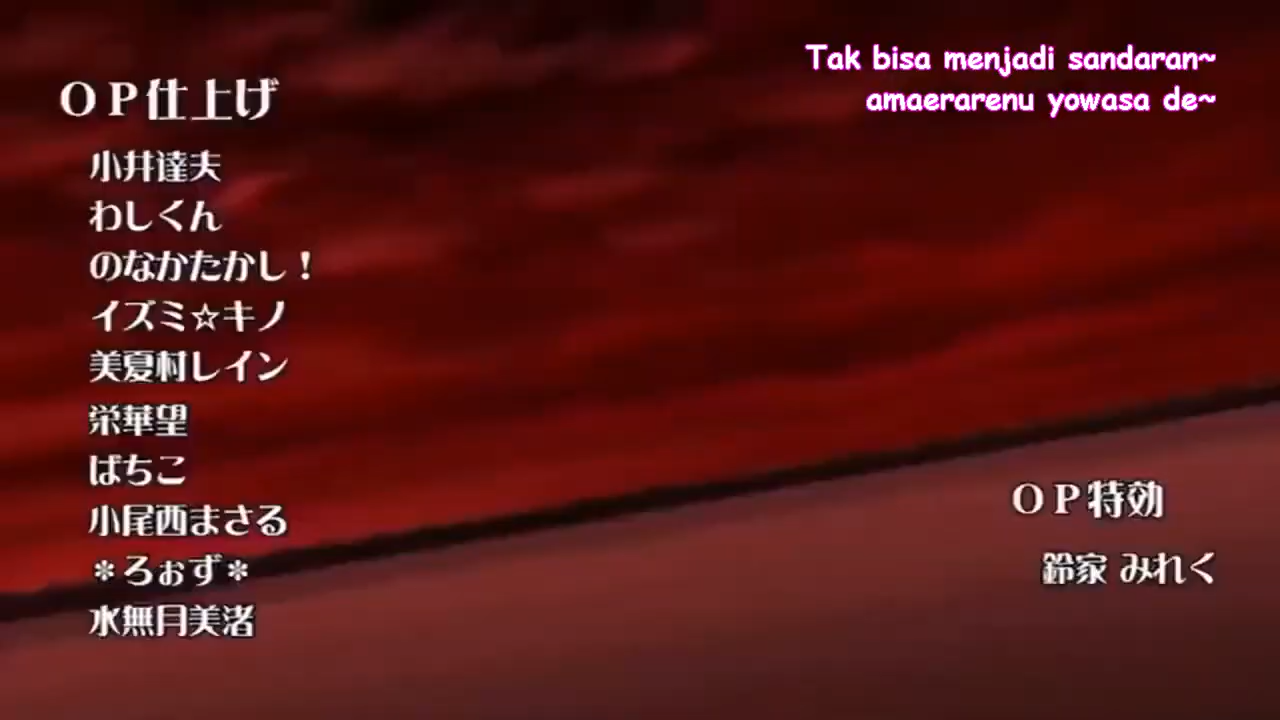 Tak bisa menjadi sandaran~
amaerarenu yowasa de~
OP仕上げ
小井達夫
わしくん
のなかたかし！
イズミ☆キノ
美夏村レイン
栄華望
ばちこ
小尾西まさる
＊ろぉず＊
水無月美渚
OP特効
鈴家 みれく